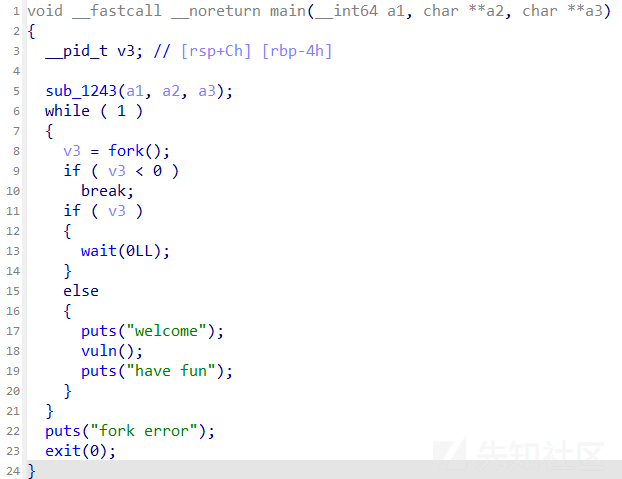 1 void __fastcall __noreturn main(__int64 a1, char **a2, char **a3)
2 {
3   __pid_t v3; // [rsp+Ch] [rbp-4h]
4
5   sub_1243(a1, a2, a3);
6   while ( 1 )
7   {
8     v3 = fork();
9     if ( v3 < 0 )
10       break;
11     if ( v3 )
12     {
13       wait(0LL);
14     }
15     else
16     {
17       puts("welcome");
18       vuln();
19       puts("have fun");
20     }
21   }
22   puts("fork error");
23   exit(0);
24 }
先知社区